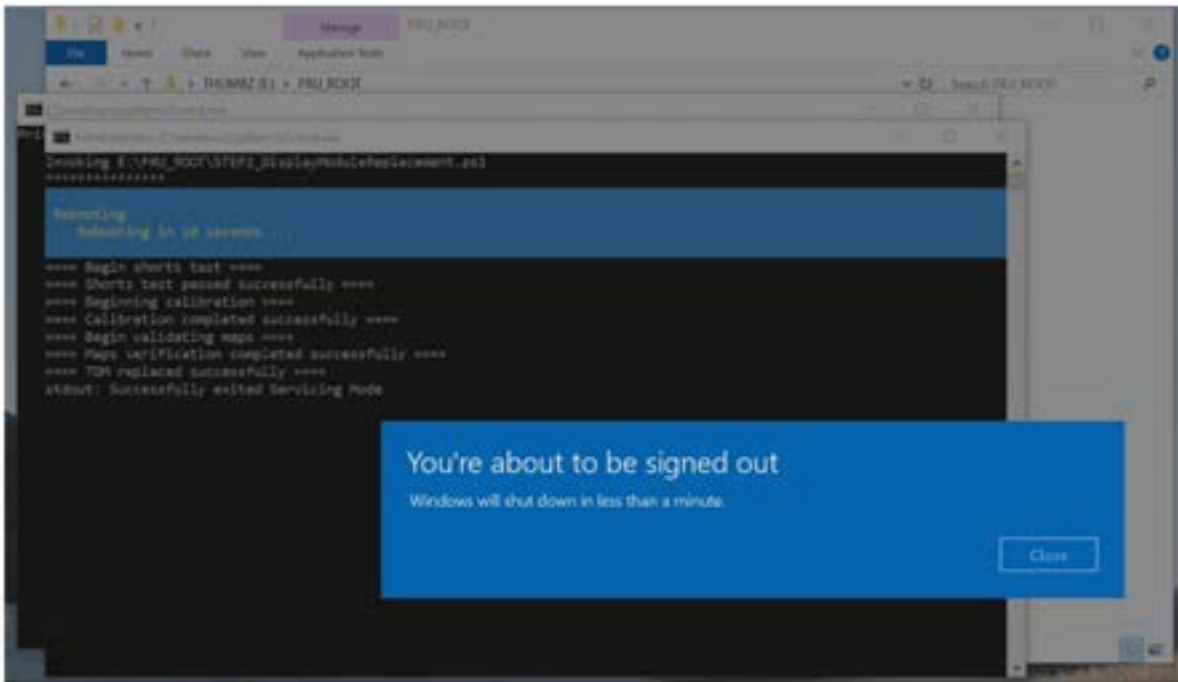 Manage FRU_ROOT
File Home Share View Application Tools
THUMBZ (E:) FRU_ROOT Search FRU_ROOT
Invoking E:\FRU_ROOT\STEP2_DisplayModuleReplacement.ps1
***************
Rebooting
Rebooting in 10 seconds ...
==== Begin shorts test ====
==== Shorts test passed successfully ====
==== Beginning calibration ====
==== Calibration completed successfully ====
==== Begin validating maps ====
==== Maps verification completed successfully ====
==== TDM replaced successfully ====
stdout: Successfully exited Servicing Mode
You're about to be signed out
Windows will shut down in less than a minute.
Close